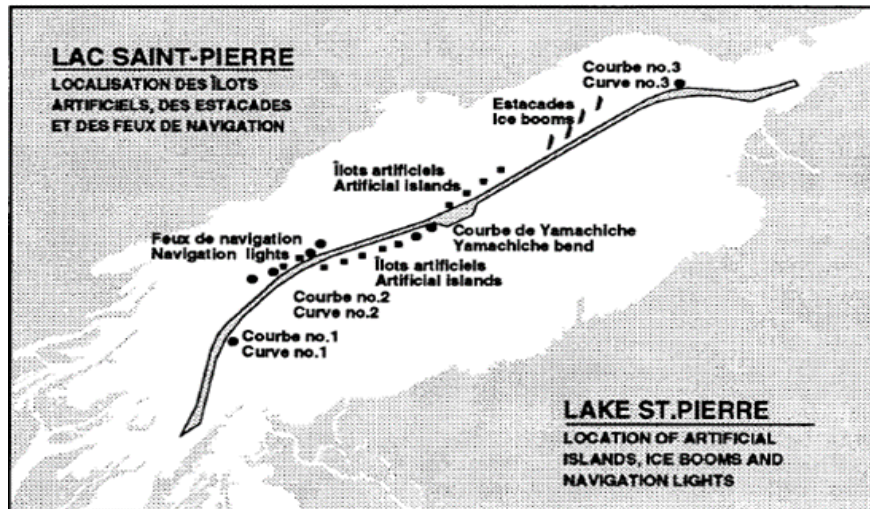 LAC SAINT-PIERRE
LOCALISATION DES ÎLOTS
ARTIFICIELS, DES ESTACADES
ET DES FEUX DE NAVIGATION
Courbe no.3
Curve no.3
Estacades
Ice booms
Îlots artificiels
Artificial islands
Courbe de Yamachiche
Yamachiche bend
Feux de navigation
Navigation lights
Îlots artificiels
Artificial islands
Courbe no.2
Curve no.2
Courbe no.1
Curve no.1
LAKE ST.PIERRE
LOCATION OF ARTIFICIAL
ISLANDS, ICE BOOMS AND
NAVIGATION LIGHTS